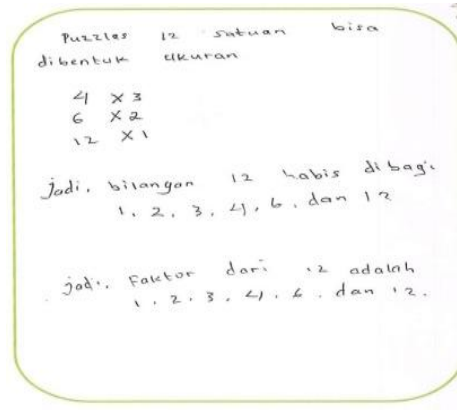 Puzzles 12 satuan bisa
dibentuk ukuran
4 x 3
6 x 2
12 x 1
jadi, bilangan 12 habis dibagi
1, 2, 3, 4, 6, dan 12
jadi, Faktor dari 12 adalah
1, 2, 3, 4, 6, dan 12.